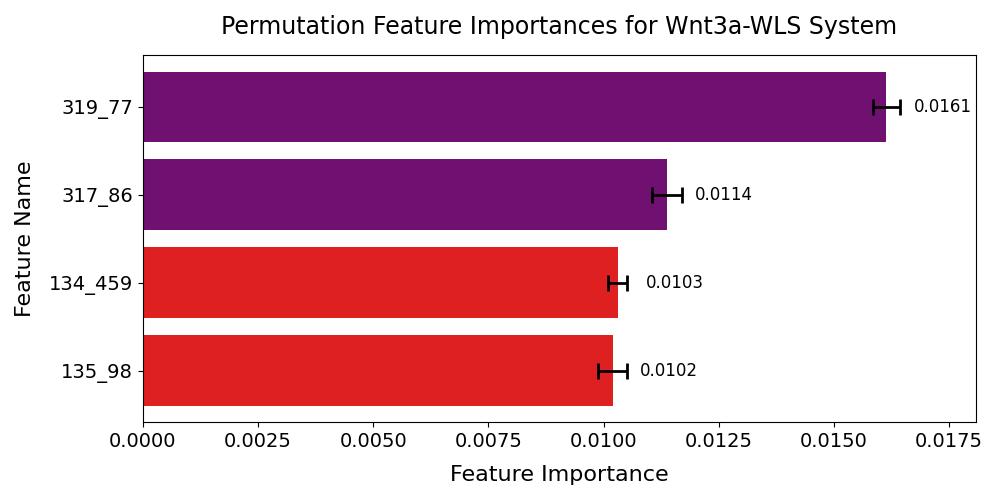 Permutation Feature Importances for Wnt3a-WLS System
Feature Name
319_77
0.0161
317_86
0.0114
134_459
0.0103
135_98
0.0102
0.0000 0.0025 0.0050 0.0075 0.0100 0.0125 0.0150 0.0175
Feature Importance